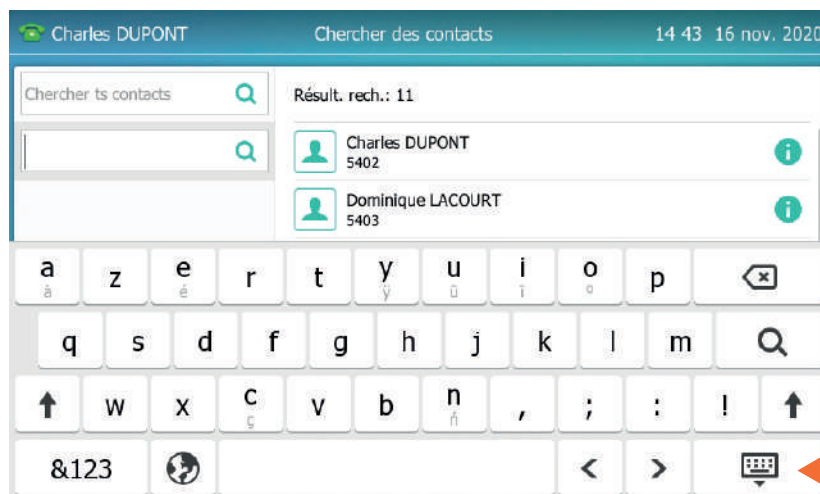 Charles DUPONT Chercher des contacts 14 43 16 nov. 2020
Chercher ts contacts
Résult. rech.: 11
Charles DUPONT
5402
Dominique LACOURT
5403
a z e r t y u i o p
à é ÿ û î º
q s d f g h j k l m
w x c v b n , ; : !
ç ñ
&123 < >